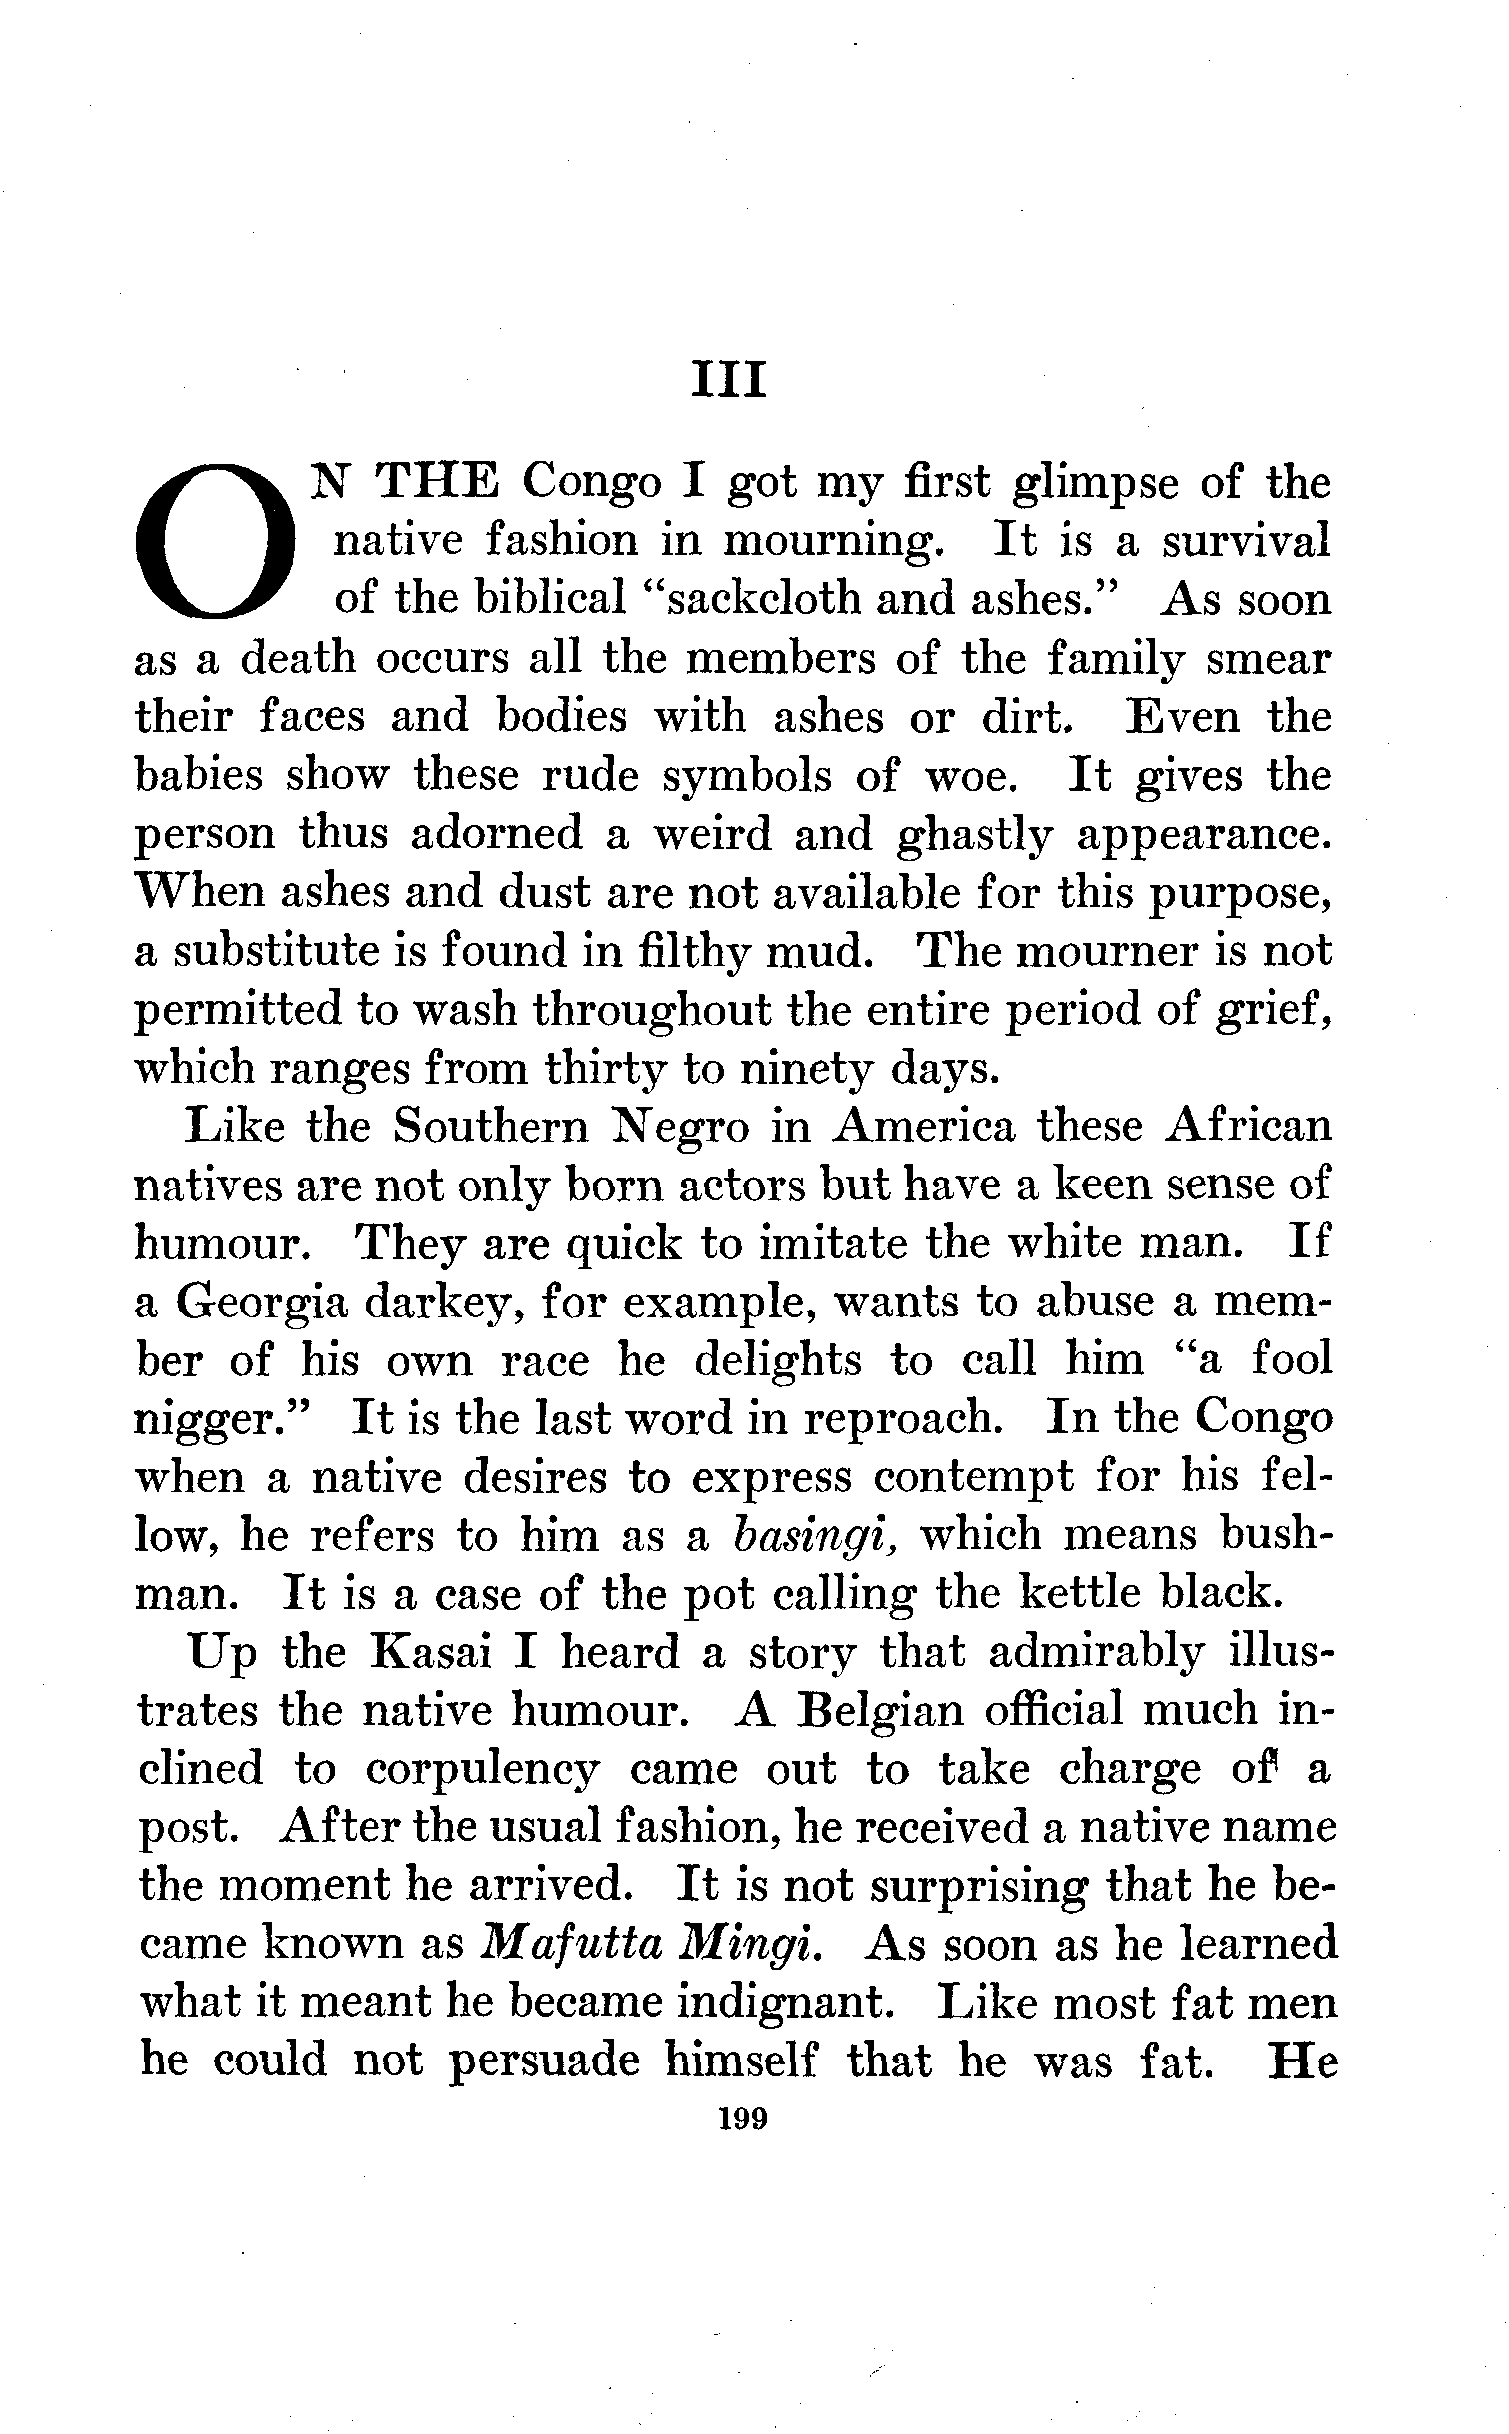 III
ON THE Congo I got my first glimpse of the
native fashion in mourning. It is a survival
of the biblical “sackcloth and ashes.” As soon
as a death occurs all the members of the family smear
their faces and bodies with ashes or dirt. Even the
babies show these rude symbols of woe. It gives the
person thus adorned a weird and ghastly appearance.
When ashes and dust are not available for this purpose,
a substitute is found in filthy mud. The mourner is not
permitted to wash throughout the entire period of grief,
which ranges from thirty to ninety days.
Like the Southern Negro in America these African
natives are not only born actors but have a keen sense of
humour. They are quick to imitate the white man. If
a Georgia darkey, for example, wants to abuse a mem-
ber of his own race he delights to call him “a fool
nigger.” It is the last word in reproach. In the Congo
when a native desires to express contempt for his fel-
low, he refers to him as a basingi, which means bush-
man. It is a case of the pot calling the kettle black.
Up the Kasai I heard a story that admirably illus-
trates the native humour. A Belgian official much in-
clined to corpulency came out to take charge of a
post. After the usual fashion, he received a native name
the moment he arrived. It is not surprising that he be-
came known as Mafutta Mingi. As soon as he learned
what it meant he became indignant. Like most fat men
he could not persuade himself that he was fat. He
199